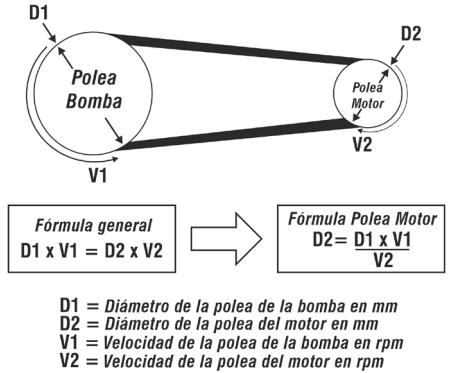 D1
D2
Polea
Bomba
Polea
Motor
V1
V2
Fórmula general
D1 x V1 = D2 x V2
Fórmula Polea Motor
D2= D1 x V1
V2
D1 = Diámetro de la polea de la bomba en mm
D2 = Diámetro de la polea del motor en mm
V1 = Velocidad de la polea de la bomba en rpm
V2 = Velocidad de la polea del motor en rpm